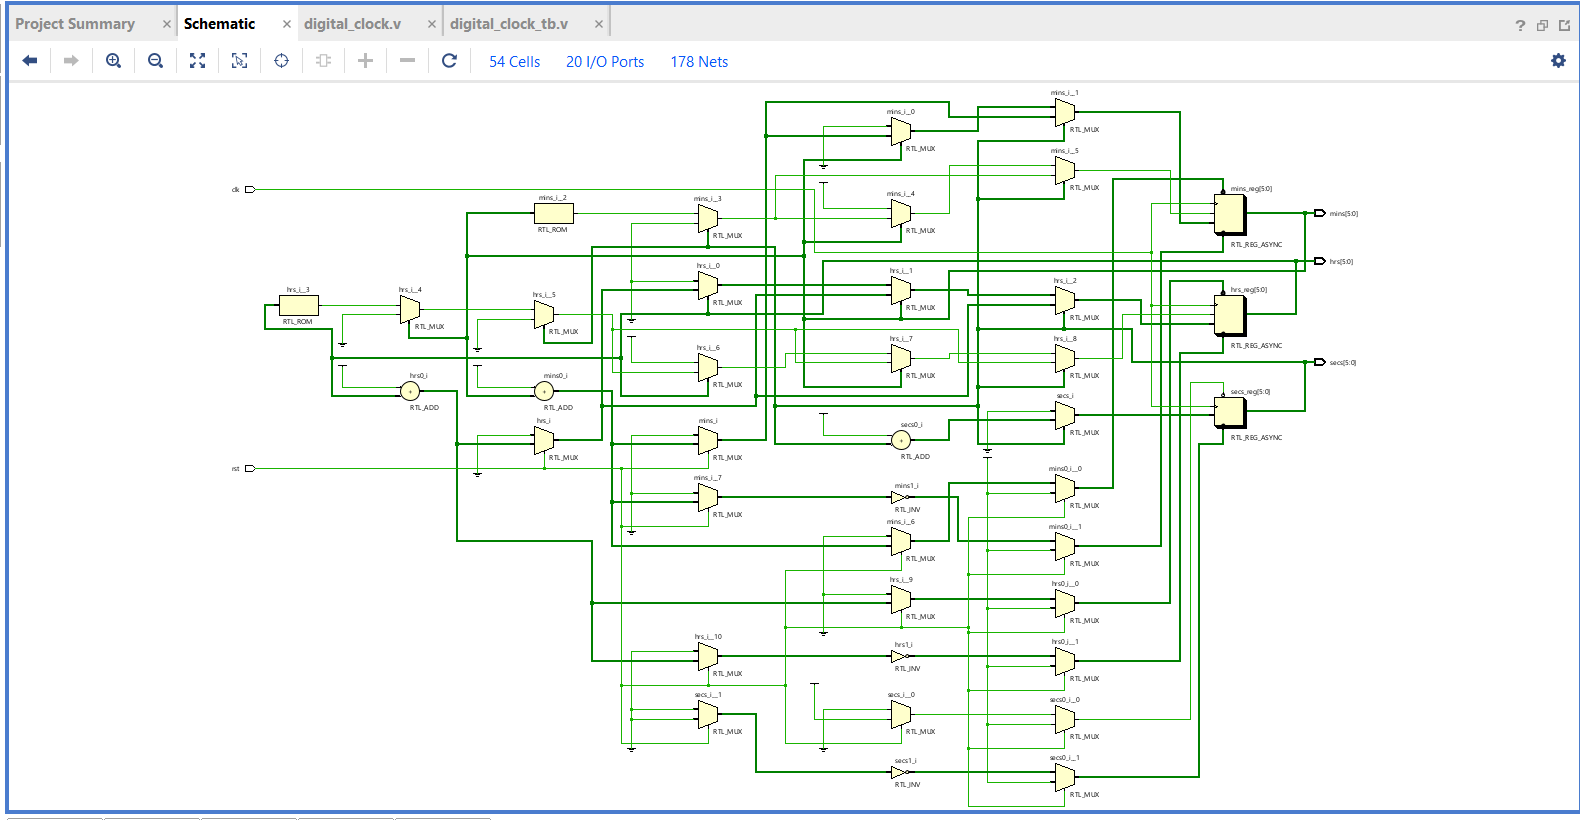 Project Summary × Schematic × digital_clock.v × digital_clock_tb.v ×
?
54 Cells 20 I/O Ports 178 Nets
mins_i__1
RTL_MUX
mins_i__0
RTL_MUX
mins_i__5
RTL_MUX
clk
mins_i__2
RTL_ROM
mins_i__3
RTL_MUX
mins_i__4
RTL_MUX
mins_reg[5:0]
RTL_REG_ASYNC
mins[5:0]
hrs[5:0]
hrs_i__3
RTL_ROM
hrs_i__4
RTL_MUX
hrs_i__5
RTL_MUX
hrs_i__0
RTL_MUX
hrs_i__1
RTL_MUX
hrs_i__2
RTL_MUX
hrs_reg[5:0]
RTL_REG_ASYNC
hrs_i__6
RTL_MUX
hrs_i__7
RTL_MUX
hrs_i__8
RTL_MUX
secs[5:0]
hrs0_i
+
RTL_ADD
mins0_i
+
RTL_ADD
secs_i
RTL_MUX
secs_reg[5:0]
RTL_REG_ASYNC
hrs_i
RTL_MUX
mins_i
RTL_MUX
secs0_i
+
RTL_ADD
rst
mins_i__7
RTL_MUX
mins1_i
RTL_INV
mins0_i__0
RTL_MUX
mins_i__6
RTL_MUX
mins0_i__1
RTL_MUX
hrs_i__9
RTL_MUX
hrs0_i__0
RTL_MUX
hrs_i__10
RTL_MUX
hrs1_i
RTL_INV
hrs0_i__1
RTL_MUX
secs_i__1
RTL_MUX
secs_i__0
RTL_MUX
secs0_i__0
RTL_MUX
secs1_i
RTL_INV
secs0_i__1
RTL_MUX